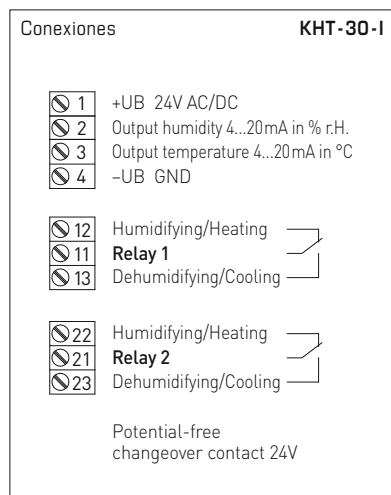 Conexiones KHT-30-I
1 +UB 24V AC/DC
2 Output humidity 4...20mA in % r.H.
3 Output temperature 4...20mA in °C
4 –UB GND
12 Humidifying/Heating
11 Relay 1
13 Dehumidifying/Cooling
22 Humidifying/Heating
21 Relay 2
23 Dehumidifying/Cooling
Potential-free
changeover contact 24V